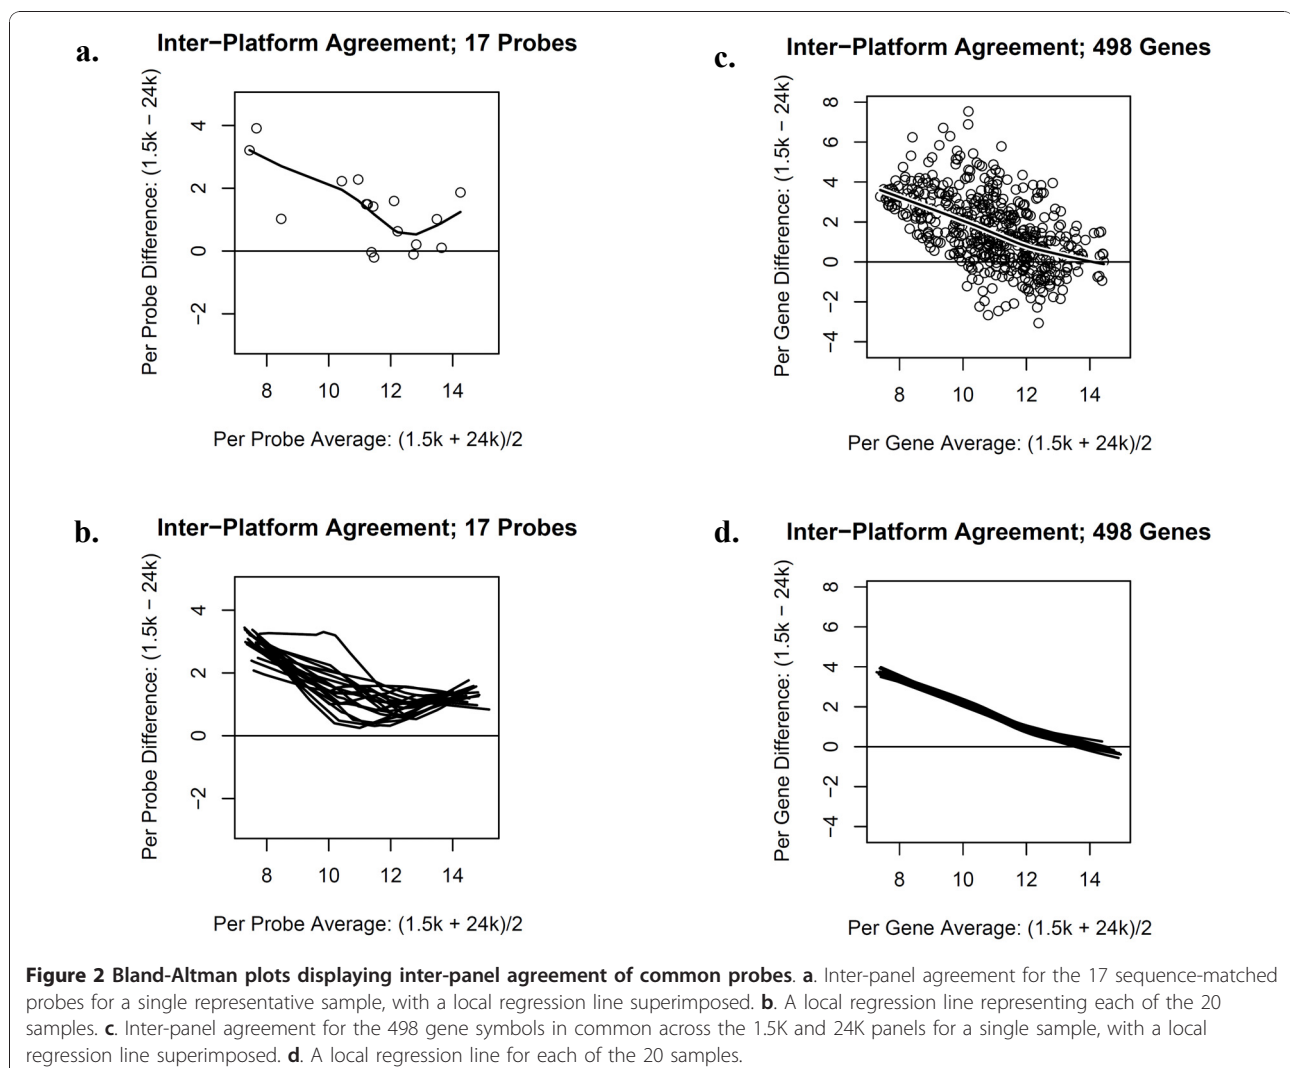 a.
Inter−Platform Agreement; 17 Probes
Per Probe Difference: (1.5k − 24k)
4
2
0
−2
8 10 12 14
Per Probe Average: (1.5k + 24k)/2
c.
Inter−Platform Agreement; 498 Genes
Per Gene Difference: (1.5k − 24k)
8
6
4
2
0
−2
−4
8 10 12 14
Per Gene Average: (1.5k + 24k)/2
b.
Inter−Platform Agreement; 17 Probes
Per Probe Difference: (1.5k − 24k)
4
2
0
−2
8 10 12 14
Per Probe Average: (1.5k + 24k)/2
d.
Inter−Platform Agreement; 498 Genes
Per Gene Difference: (1.5k − 24k)
8
6
4
2
0
−2
−4
8 10 12 14
Per Gene Average: (1.5k + 24k)/2
Figure 2 Bland-Altman plots displaying inter-panel agreement of common probes. a. Inter-panel agreement for the 17 sequence-matched
probes for a single representative sample, with a local regression line superimposed. b. A local regression line representing each of the 20
samples. c. Inter-panel agreement for the 498 gene symbols in common across the 1.5K and 24K panels for a single sample, with a local
regression line superimposed. d. A local regression line for each of the 20 samples.